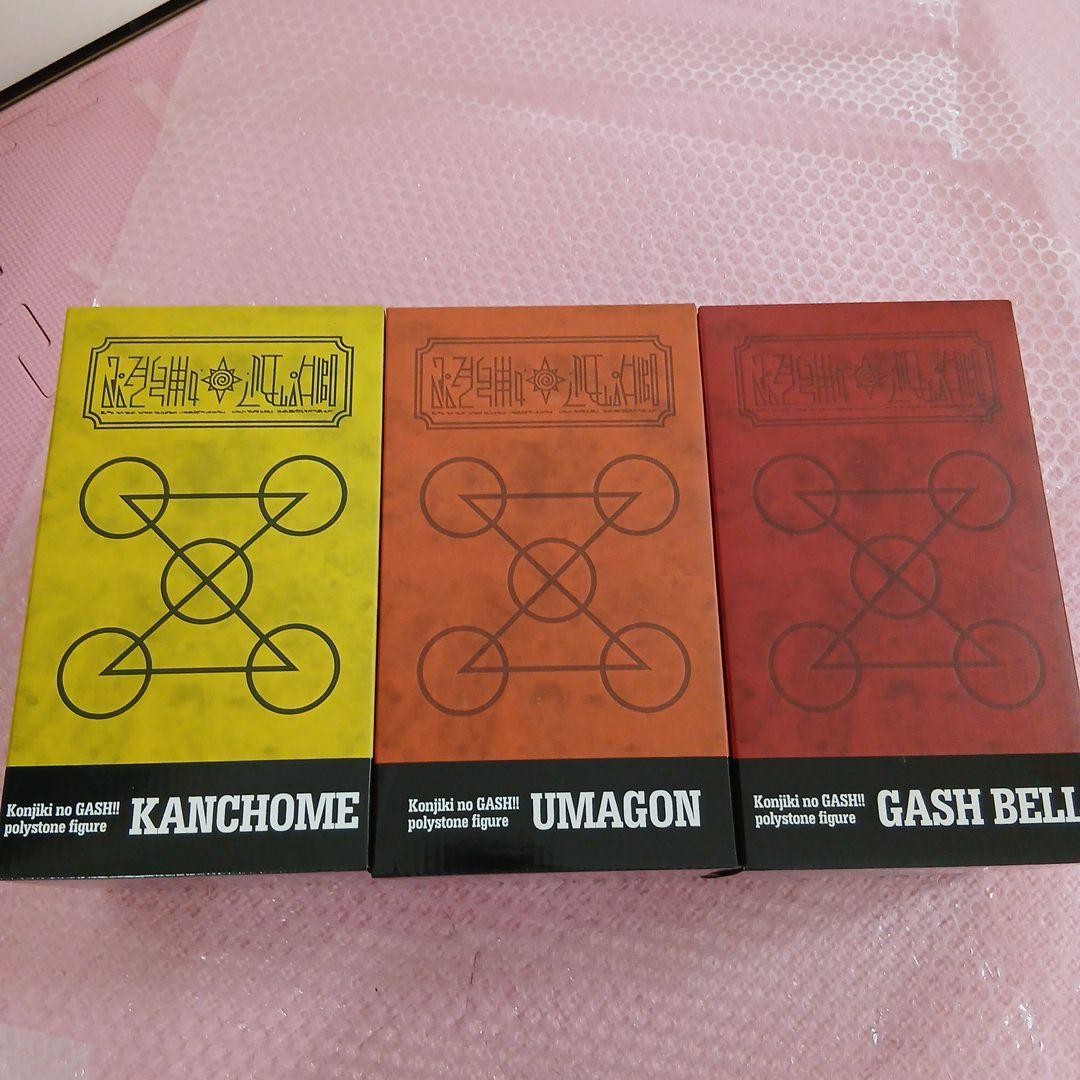 Konjiki no GASH!!
polystone figure
KANCHOME
Konjiki no GASH!!
polystone figure
UMAGON
Konjiki no GASH!!
polystone figure
GASH BELL